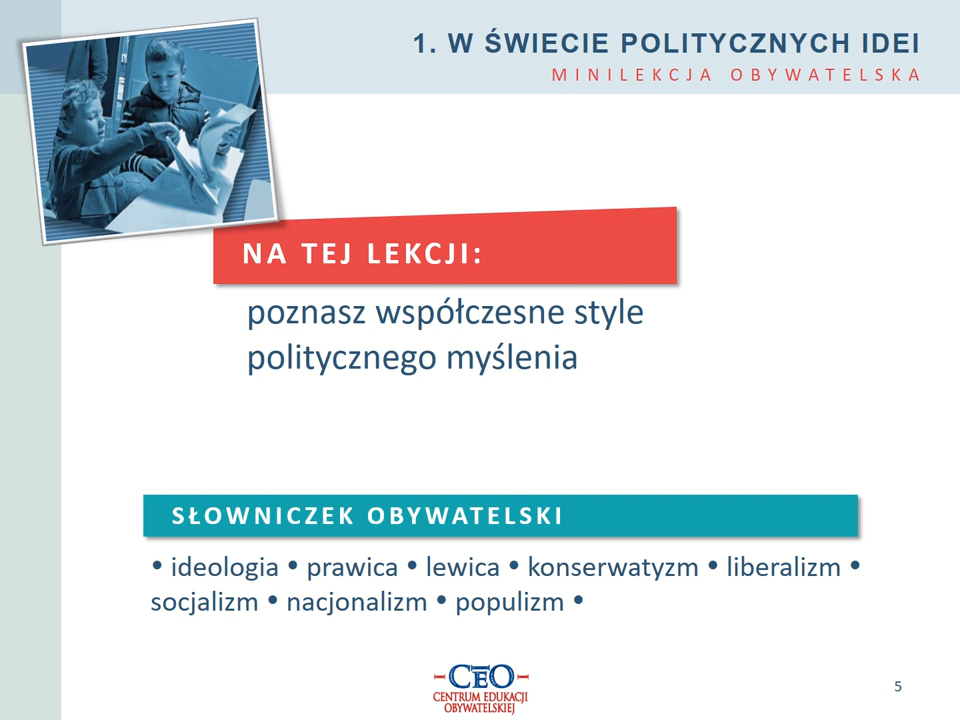 1. W ŚWIECIE POLITYCZNYCH IDEI
MINILEKCJA OBYWATELSKA
NA TEJ LEKCJI:
poznasz współczesne style
politycznego myślenia
SŁOWNICZEK OBYWATELSKI
• ideologia • prawica • lewica • konserwatyzm • liberalizm •
socjalizm • nacjonalizm • populizm •
CEO
CENTRUM EDUKACJI
OBYWATELSKIEJ
5